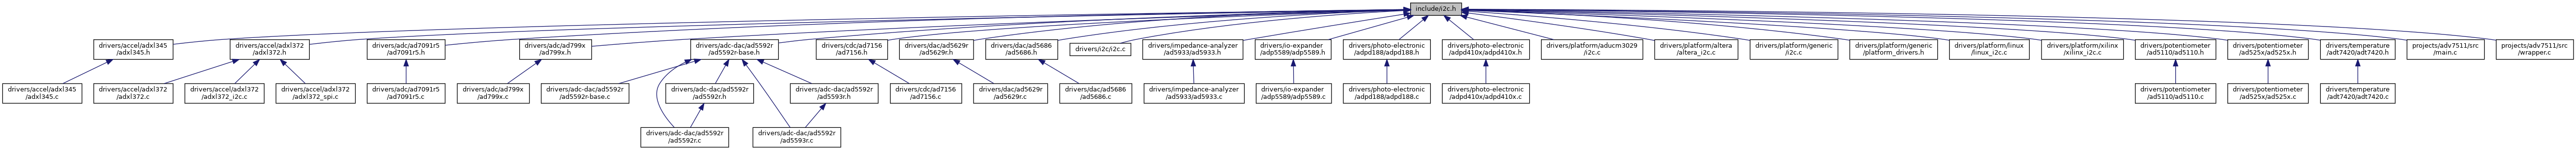 include/i2c.h
drivers/accel/adxl345
/adxl345.h
drivers/accel/adxl372
/adxl372.h
drivers/adc/ad7091r5
/ad7091r5.h
drivers/adc/ad799x
/ad799x.h
drivers/adc-dac/ad5592r
/ad5592r-base.h
drivers/cdc/ad7156
/ad7156.h
drivers/dac/ad5629r
/ad5629r.h
drivers/dac/ad5686
/ad5686.h
drivers/i2c/i2c.c
drivers/impedance-analyzer
/ad5933/ad5933.h
drivers/io-expander
/adp5589/adp5589.h
drivers/photo-electronic
/adpd188/adpd188.h
drivers/photo-electronic
/adpd410x/adpd410x.h
drivers/platform/aducm3029
/i2c.c
drivers/platform/altera
/altera_i2c.c
drivers/platform/generic
/i2c.c
drivers/platform/generic
/platform_drivers.h
drivers/platform/linux
/linux_i2c.c
drivers/platform/xilinx
/xilinx_i2c.c
drivers/potentiometer
/ad5110/ad5110.h
drivers/potentiometer
/ad525x/ad525x.h
drivers/temperature
/adt7420/adt7420.h
projects/adv7511/src
/main.c
projects/adv7511/src
/wrapper.c
drivers/accel/adxl345
/adxl345.c
drivers/accel/adxl372
/adxl372.c
drivers/accel/adxl372
/adxl372_i2c.c
drivers/accel/adxl372
/adxl372_spi.c
drivers/adc/ad7091r5
/ad7091r5.c
drivers/adc/ad799x
/ad799x.c
drivers/adc-dac/ad5592r
/ad5592r-base.c
drivers/adc-dac/ad5592r
/ad5592r.h
drivers/adc-dac/ad5592r
/ad5593r.h
drivers/cdc/ad7156
/ad7156.c
drivers/dac/ad5629r
/ad5629r.c
drivers/dac/ad5686
/ad5686.c
drivers/impedance-analyzer
/ad5933/ad5933.c
drivers/io-expander
/adp5589/adp5589.c
drivers/photo-electronic
/adpd188/adpd188.c
drivers/photo-electronic
/adpd410x/adpd410x.c
drivers/potentiometer
/ad5110/ad5110.c
drivers/potentiometer
/ad525x/ad525x.c
drivers/temperature
/adt7420/adt7420.c
drivers/adc-dac/ad5592r
/ad5592r.c
drivers/adc-dac/ad5592r
/ad5593r.c